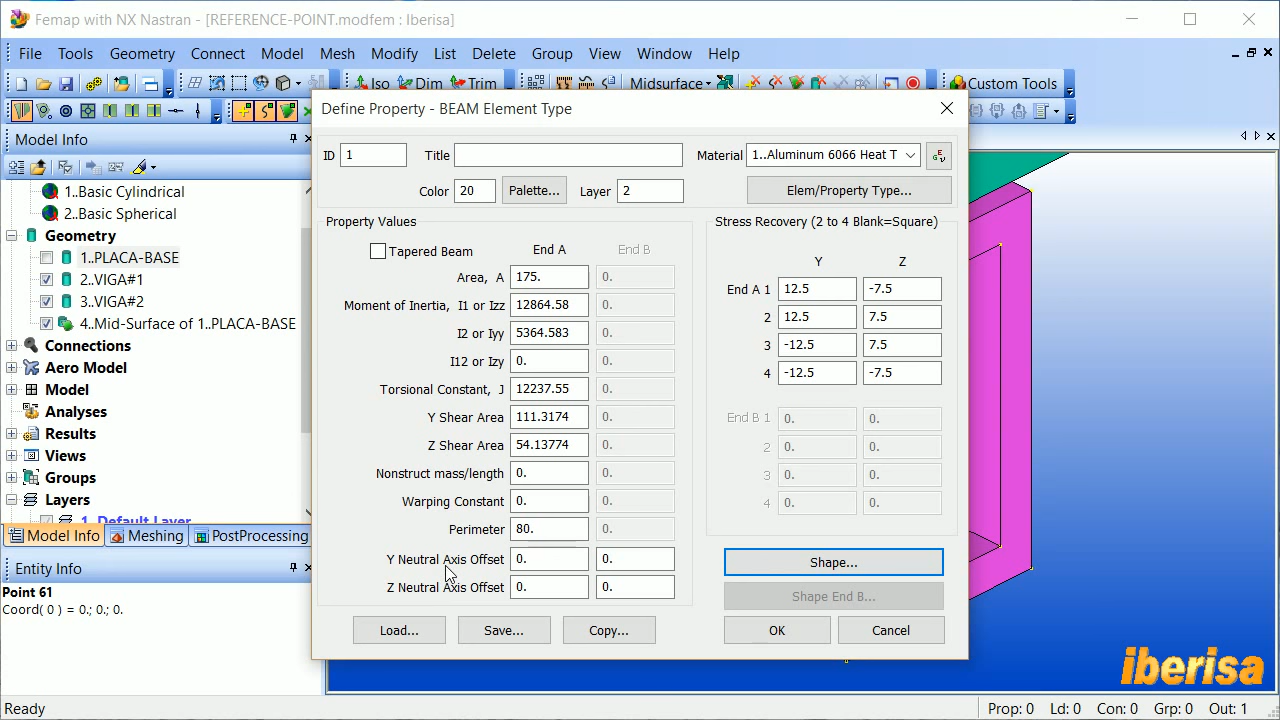 Femap with NX Nastran - [REFERENCE-POINT.modfem : Iberisa]
File Tools Geometry Connect Model Mesh Modify List Delete Group View Window Help
Iso Dim Trim Midsurface Custom Tools
Define Property - BEAM Element Type
Model Info
ID 1 Title Material 1..Aluminum 6066 Heat T
Color 20 Palette... Layer 2 Elem/Property Type...
1..Basic Cylindrical
2..Basic Spherical
Geometry
1..PLACA-BASE
2..VIGA#1
3..VIGA#2
4..Mid-Surface of 1..PLACA-BASE
Connections
Aero Model
Model
Analyses
Results
Views
Groups
Layers
1..Default Layer
Model Info Meshing PostProcessing
Entity Info
Point 61
Coord( 0 ) = 0.; 0.; 0.
Property Values
Tapered Beam End A End B
Area, A 175. 0.
Moment of Inertia, I1 or Izz 12864.58 0.
I2 or Iyy 5364.583 0.
I12 or Izy 0. 0.
Torsional Constant, J 12237.55 0.
Y Shear Area 111.3174 0.
Z Shear Area 54.13774 0.
Nonstruct mass/length 0. 0.
Warping Constant 0. 0.
Perimeter 80. 0.
Y Neutral Axis Offset 0. 0.
Z Neutral Axis Offset 0. 0.
Load... Save... Copy...
Stress Recovery (2 to 4 Blank=Square)
Y Z
End A 1 12.5 -7.5
2 12.5 7.5
3 -12.5 7.5
4 -12.5 -7.5
End B 1 0. 0.
2 0. 0.
3 0. 0.
4 0. 0.
Shape...
Shape End B...
OK Cancel
iberisa
Ready Prop: 0 Ld: 0 Con: 0 Grp: 0 Out: 1